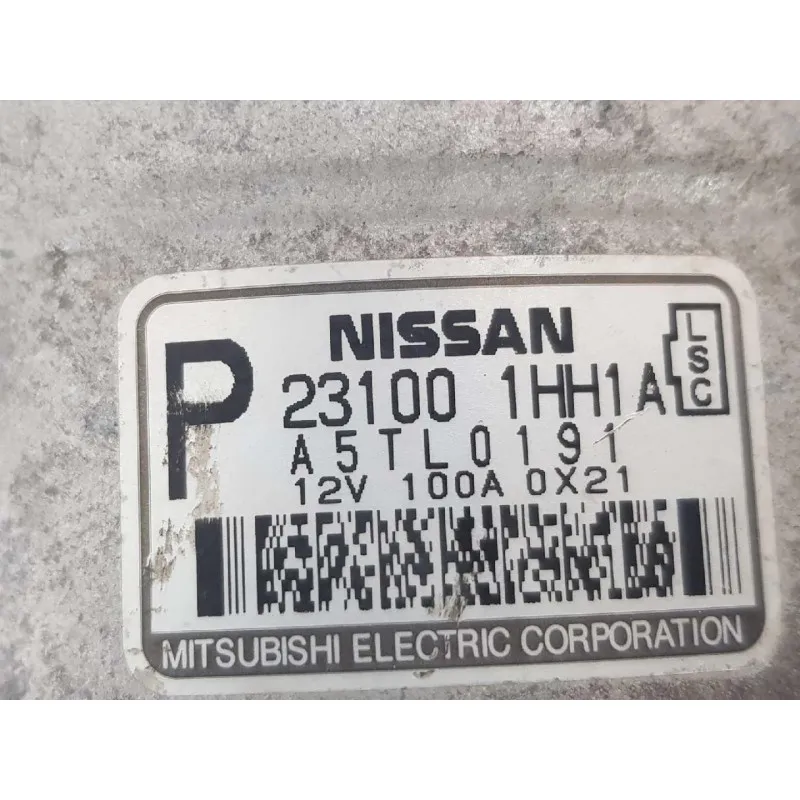 NISSAN
P
23100 1HH1A
LSC
A5TL0191
12V 100A 0X21
MITSUBISHI ELECTRIC CORPORATION